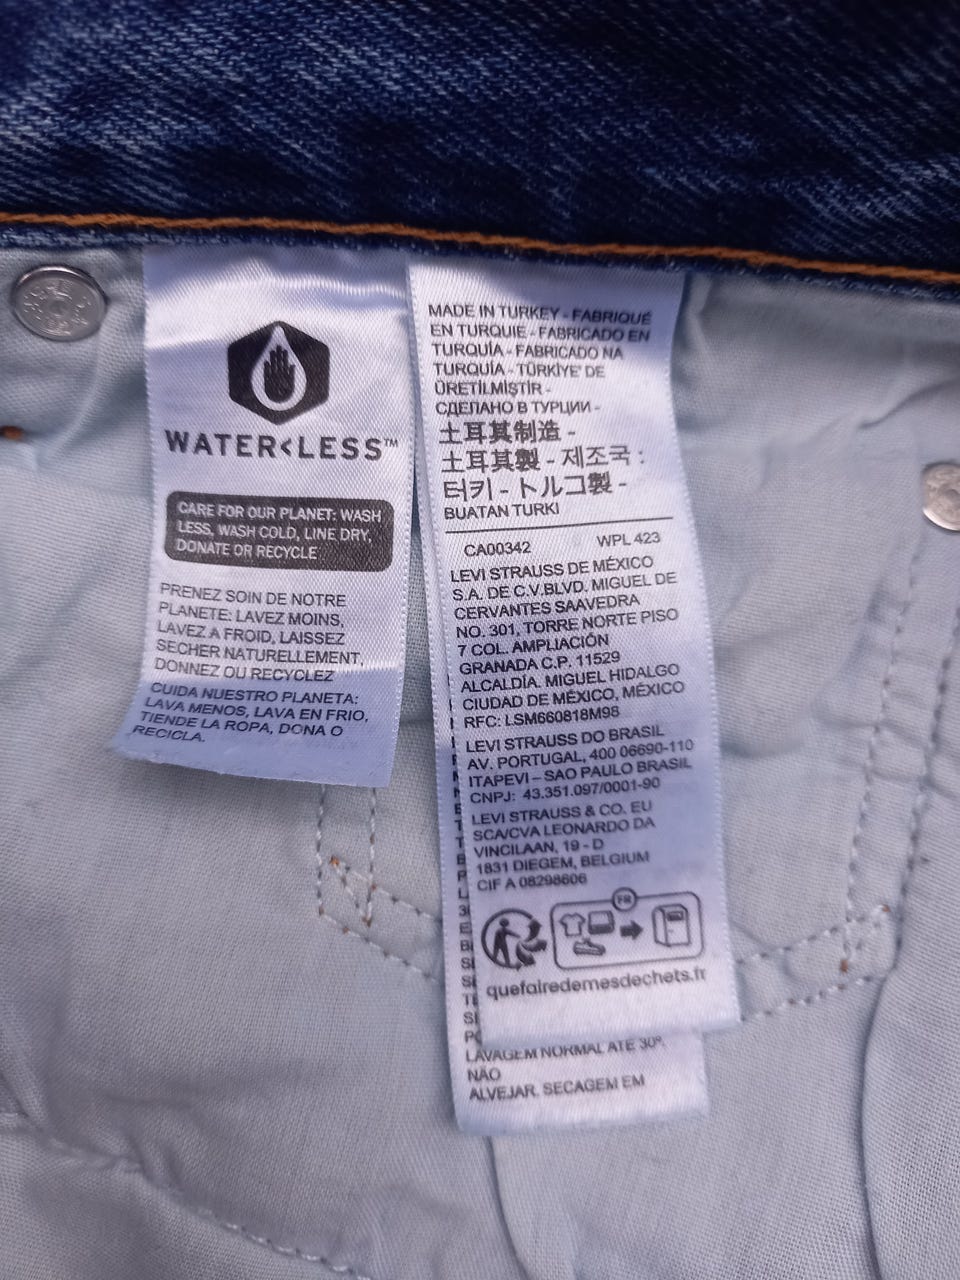 WATER<LESS™
CARE FOR OUR PLANET: WASH
LESS, WASH COLD, LINE DRY,
DONATE OR RECYCLE
PRENEZ SOIN DE NOTRE
PLANETE: LAVEZ MOINS,
LAVEZ A FROID, LAISSEZ
SECHER NATURELLEMENT,
DONNEZ OU RECYCLEZ
CUIDA NUESTRO PLANETA:
LAVA MENOS, LAVA EN FRIO,
TIENDE LA ROPA, DONA O
RECICLA.
MADE IN TURKEY - FABRIQUÉ
EN TURQUIE - FABRICADO EN
TURQUÍA - FABRICADO NA
TURQUÍA - TÜRKİYE' DE
ÜRETİLMİŞTİR -
СДЕЛАНО В ТУРЦИИ -
土耳其制造 -
土耳其製 - 제조국 :
터키 - トルコ製 -
BUATAN TURKI
CA00342 WPL 423
LEVI STRAUSS DE MÉXICO
S.A. DE C.V.BLVD. MIGUEL DE
CERVANTES SAAVEDRA
NO. 301, TORRE NORTE PISO
7 COL. AMPLIACIÓN
GRANADA C.P. 11529
ALCALDÍA. MIGUEL HIDALGO
CIUDAD DE MÉXICO, MÉXICO
RFC: LSM660818M98
LEVI STRAUSS DO BRASIL
AV. PORTUGAL, 400 06690-110
ITAPEVI – SAO PAULO BRASIL
CNPJ: 43.351.097/0001-90
LEVI STRAUSS & CO. EU
SCA/CVA LEONARDO DA
VINCILAAN, 19 - D
1831 DIEGEM, BELGIUM
CIF A 08298606
FR
quefairedemesdechets.fr
LAVAGEM NORMAL ATE 30º.
NÃO
ALVEJAR. SECAGEM EM